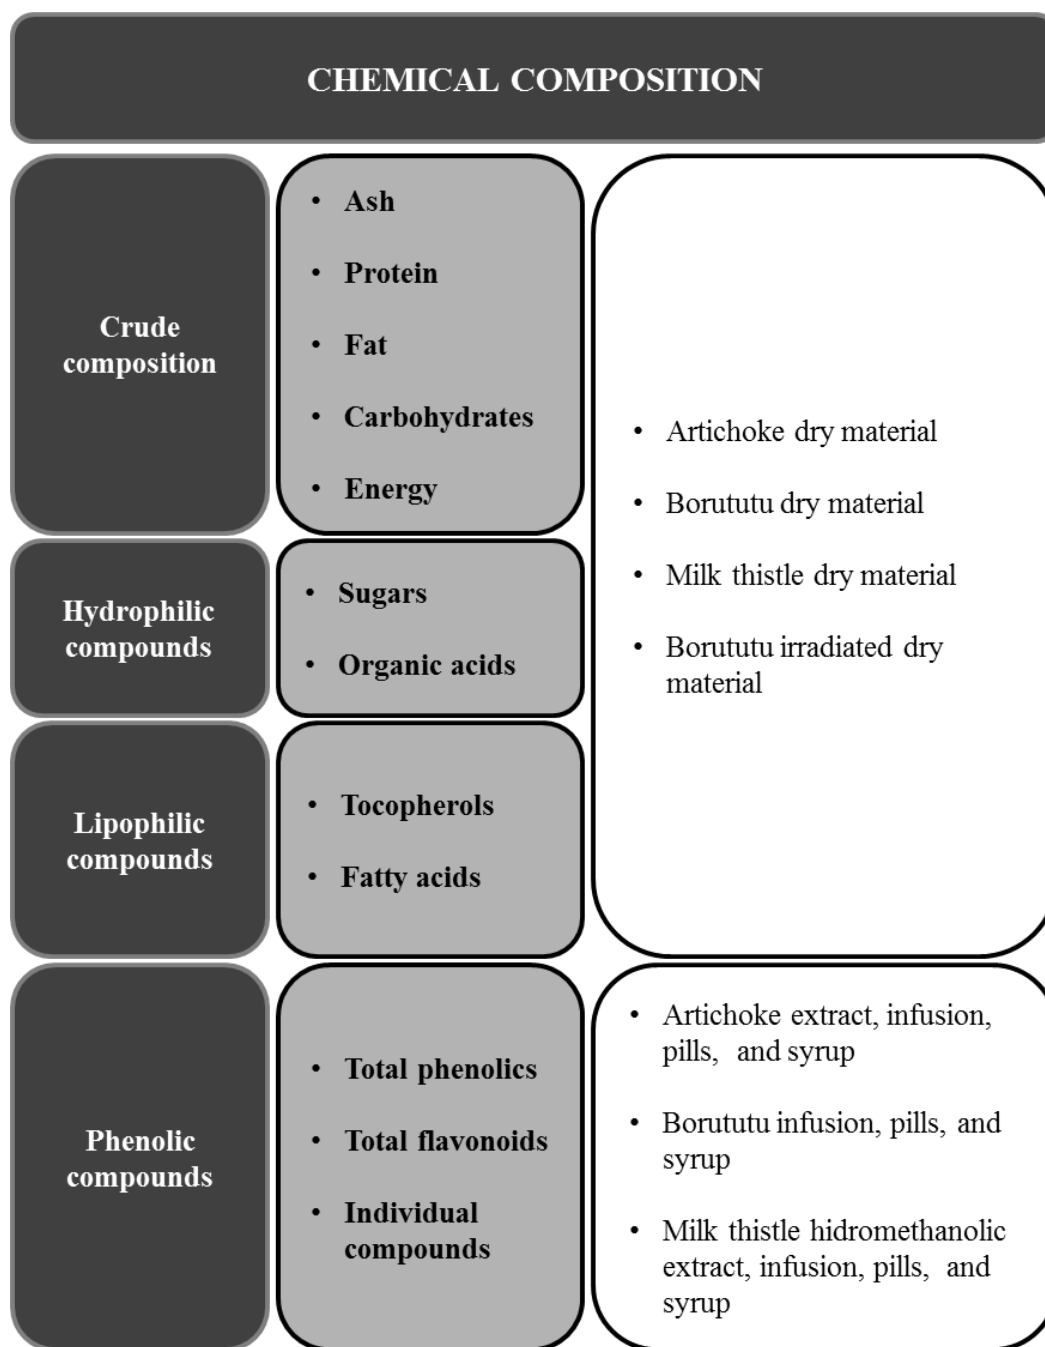 CHEMICAL COMPOSITION
Crude
composition
• Ash
• Protein
• Fat
• Carbohydrates
• Energy
Hydrophilic
compounds
• Sugars
• Organic acids
Lipophilic
compounds
• Tocopherols
• Fatty acids
• Artichoke dry material
• Borututu dry material
• Milk thistle dry material
• Borututu irradiated dry
material
Phenolic
compounds
• Total phenolics
• Total flavonoids
• Individual
compounds
• Artichoke extract, infusion,
pills, and syrup
• Borututu infusion, pills, and
syrup
• Milk thistle hidromethanolic
extract, infusion, pills, and
syrup